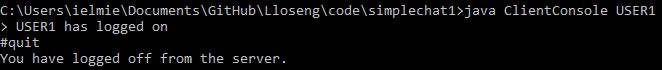 C:\Users\ielmie\Documents\GitHub\Lloseng\code\simplechat1>java ClientConsole USER1
> USER1 has logged on
#quit
You have logged off from the server.